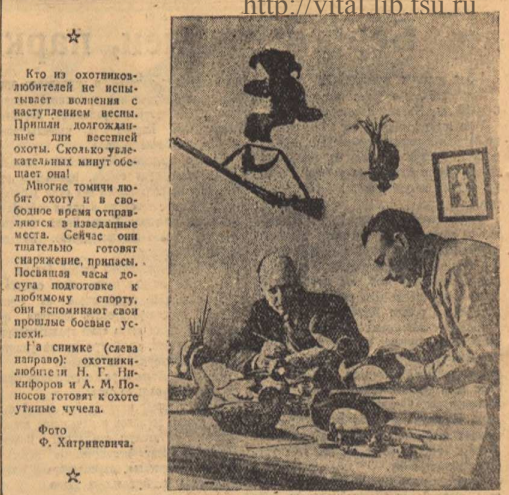 http://vital.lib.tsu.ru
Кто из охотников-
любителей не испы-
тывает волнения с
наступлением весны.
Пришли долгождан-
ные дни весенней
охоты. Сколько увле-
кательных минут обе-
щает она!
Многие томичи лю-
бят охоту и в сво-
бодное время отправ-
ляются в изведанные
места. Сейчас они
тщательно готовят
снаряжение, припасы.
Посвящая часы до-
суга подготовке к
любимому спорту,
они вспоминают свои
прошлые боевые ус-
пехи.
На снимке (слева
направо): охотники-
любители Н. Г. Ни-
кифоров и А. М. По-
носов готовят к охоте
утиные чучела.
Фото
Ф. Хитриневича.